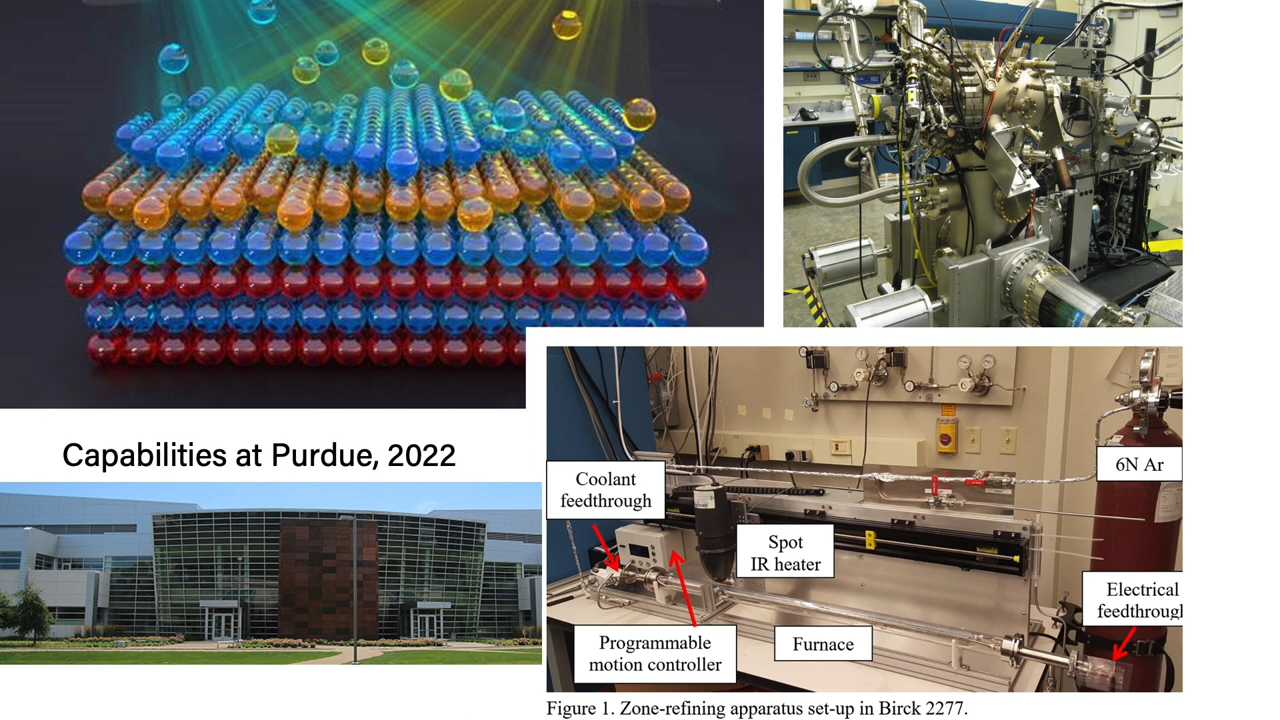 Capabilities at Purdue, 2022
Coolant
feedthrough
6N Ar
Spot
IR heater
Electrical
feedthrough
Programmable
motion controller
Furnace
Figure 1. Zone-refining apparatus set-up in Birck 2277.